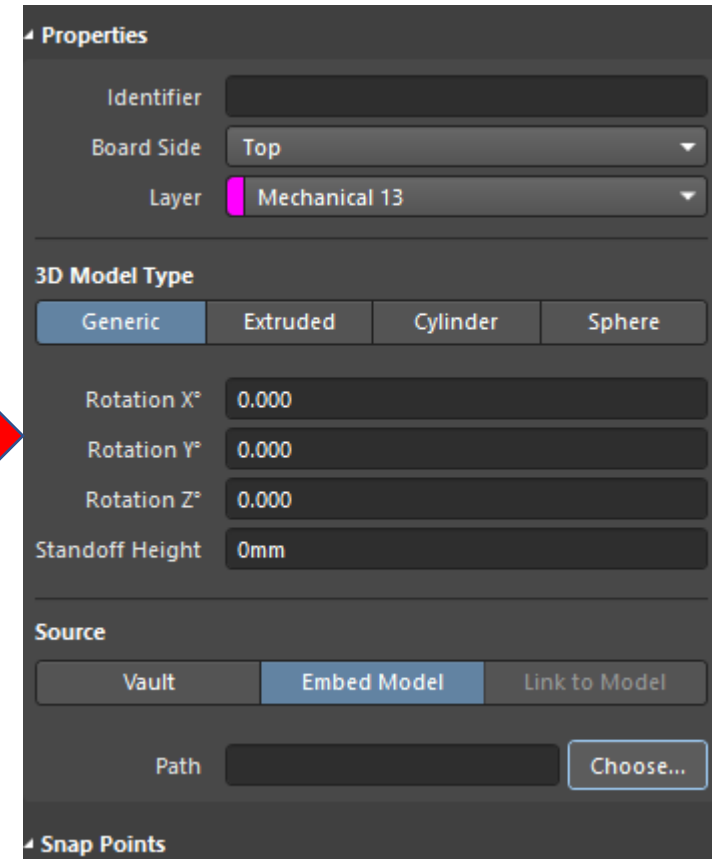 Properties
Identifier
Board Side Top
Layer Mechanical 13
3D Model Type
Generic Extruded Cylinder Sphere
Rotation X° 0.000
Rotation Y° 0.000
Rotation Z° 0.000
Standoff Height 0mm
Source
Vault Embed Model Link to Model
Path Choose...
Snap Points